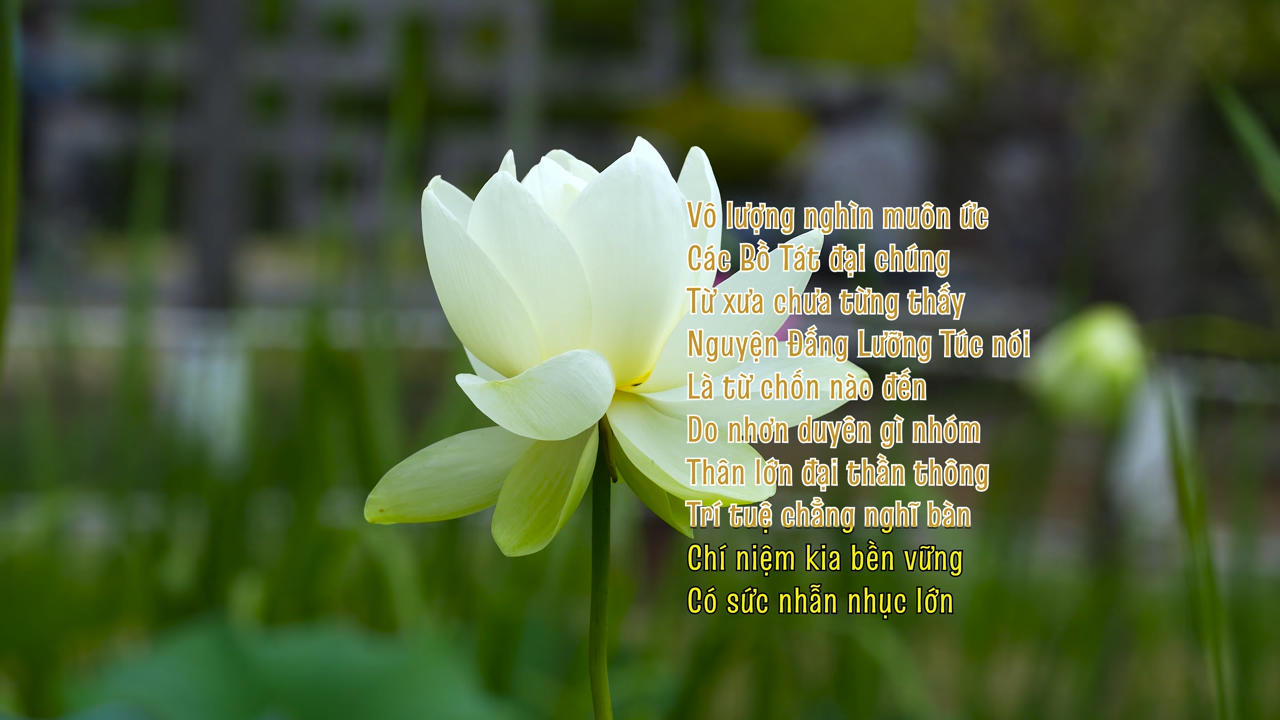 Vô lượng nghìn muôn ức
Các Bồ Tát đại chúng
Từ xưa chưa từng thấy
Nguyện Đấng Lưỡng Túc nói
Là từ chốn nào đến
Do nhơn duyên gì nhóm
Thân lớn đại thần thông
Trí tuệ chẳng nghĩ bàn
Chí niệm kia bền vững
Có sức nhẫn nhục lớn